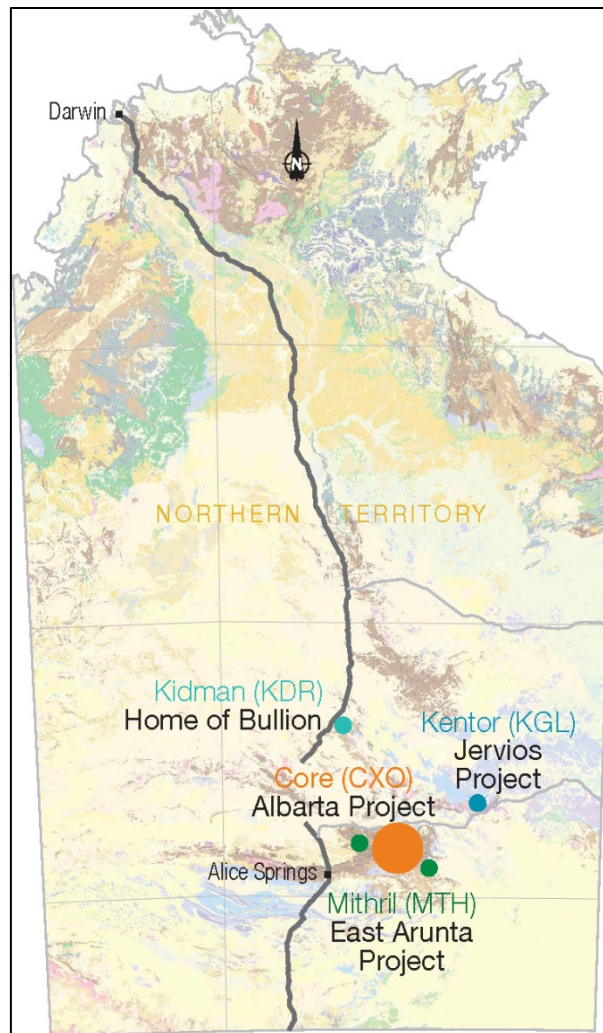 Darwin
N
NORTHERN TERRITORY
Kidman (KDR)
Home of Bullion
Kentor (KGL)
Jervios
Project
Core (CXO)
Albarta Project
Alice Springs
Mithril (MTH)
East Arunta
Project